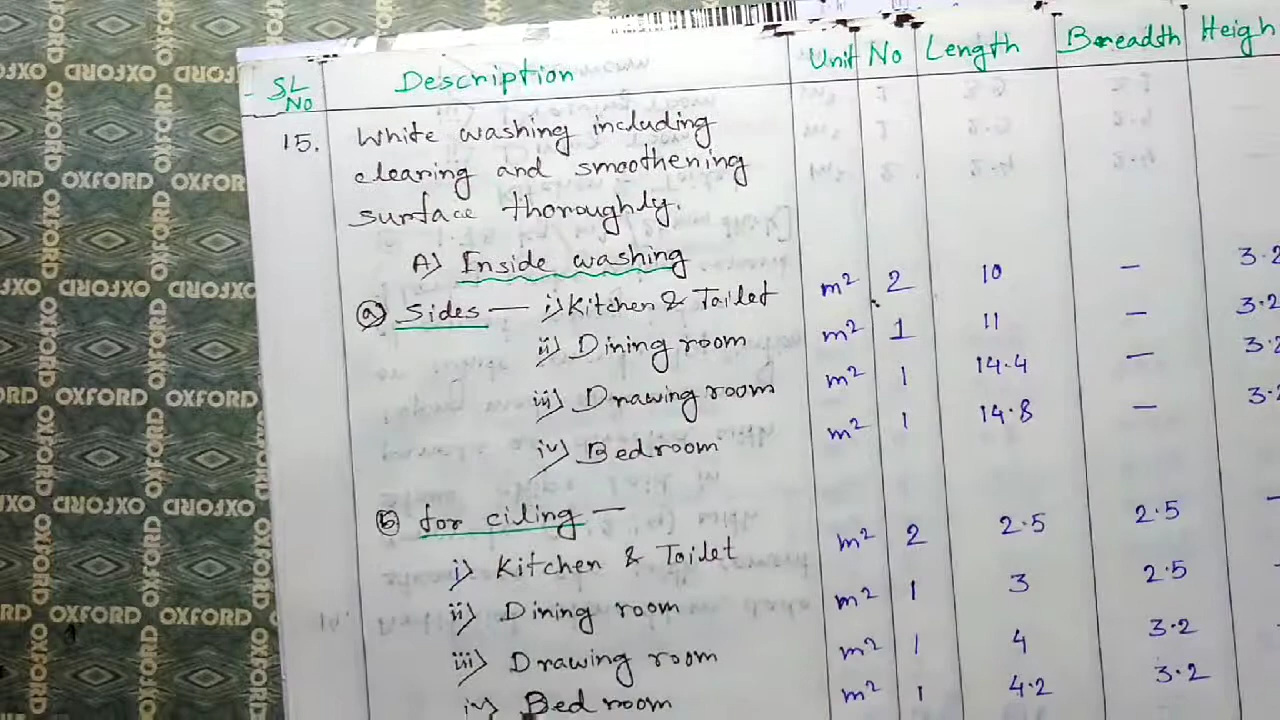 SL No Description Unit No Length Breadth Heigh
15. White washing including
clearing and smoothening
surface thoroughly.
A) Inside washing
a) Sides — i) Kitchen & Toilet m² 2 10 — 3.2
ii) Dining room m² 1 11 — 3.2
iii) Drawing room m² 1 14.4 — 3.2
iv) Bedroom m² 1 14.8 — 3.2
b) for ciling —
i) Kitchen & Toilet m² 2 2.5 2.5 -
ii) Dining room m² 1 3 2.5 -
iii) Drawing room m² 1 4 3.2 -
iv) Bedroom m² 1 4.2 3.2 -
OXFORD OXFORD OXFORD